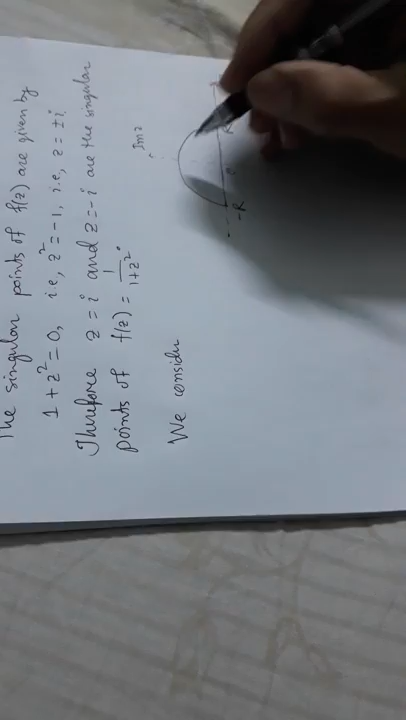 The singular points of f(z) are given by
1 + z² = 0, i.e, z² = -1, i.e, z = ±i
Therefore z = i and z = -i are the singular
points of f(z) = 1/(1+z²).
We consider
Imz
-R